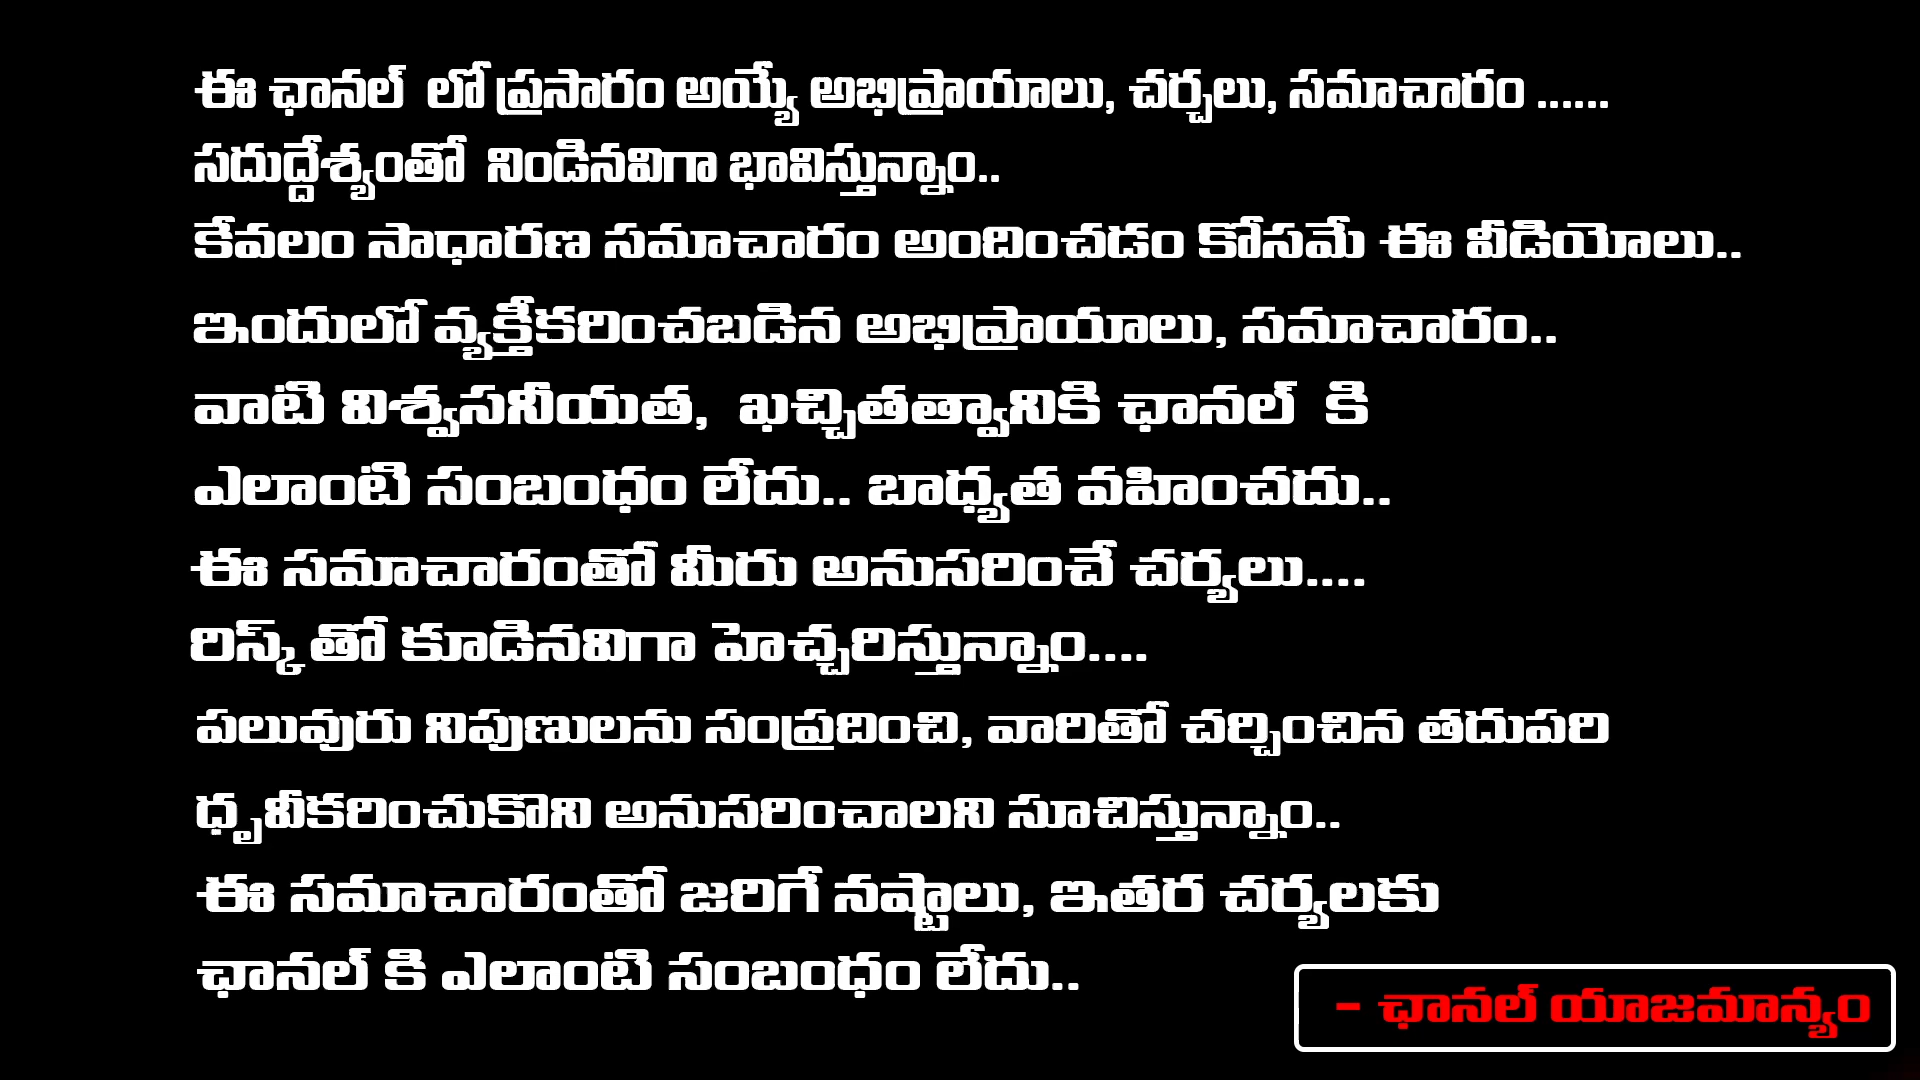 ఈ ఛానల్ లో ప్రసారం అయ్యే అభిప్రాయాలు, చర్చలు, సమాచారం ......
సదుద్దేశ్యంతో నిండినవిగా భావిస్తున్నాం..
కేవలం సాధారణ సమాచారం అందించడం కోసమే ఈ వీడియోలు..
ఇందులో వ్యక్తీకరించబడిన అభిప్రాయాలు, సమాచారం..
వాటి విశ్వసనీయత, ఖచ్చితత్వానికి ఛానల్ కి
ఎలాంటి సంబంధం లేదు.. బాధ్యత వహించదు..
ఈ సమాచారంతో మీరు అనుసరించే చర్యలు....
రిస్క్ తో కూడినవిగా హెచ్చరిస్తున్నాం....
పలువురు నిపుణులను సంప్రదించి, వారితో చర్చించిన తదుపరి
ధృవీకరించుకొని అనుసరించాలని సూచిస్తున్నాం..
ఈ సమాచారంతో జరిగే నష్టాలు, ఇతర చర్యలకు
ఛానల్ కి ఎలాంటి సంబంధం లేదు..
- ఛానల్ యాజమాన్యం